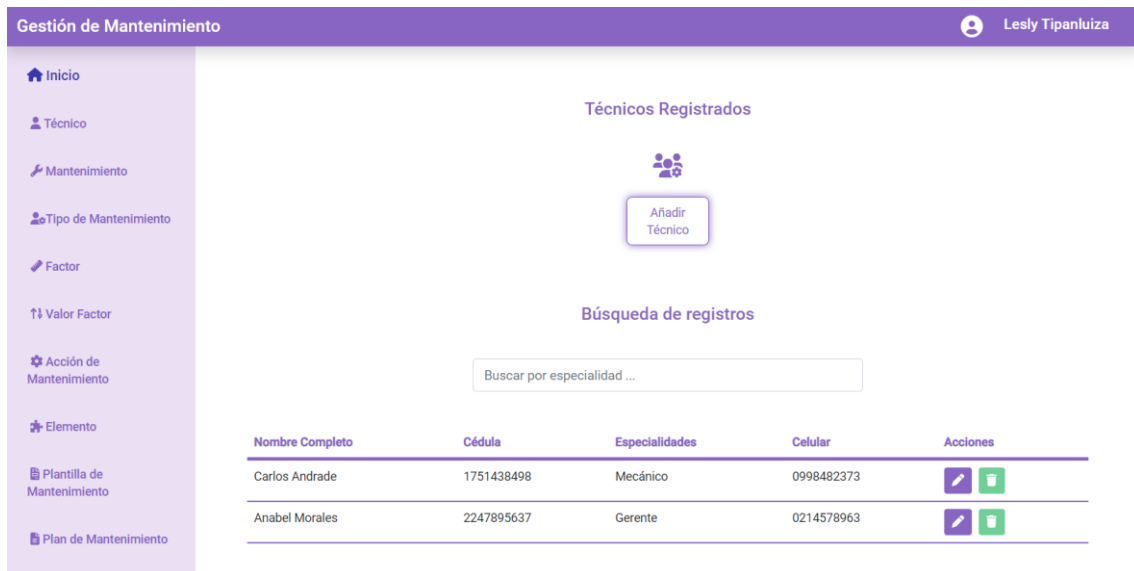 Gestión de Mantenimiento
Lesly Tipanluiza
Inicio
Técnico
Mantenimiento
Tipo de Mantenimiento
Factor
Valor Factor
Acción de
Mantenimiento
Elemento
Plantilla de
Mantenimiento
Plan de Mantenimiento
Técnicos Registrados
Añadir
Técnico
Búsqueda de registros
Buscar por especialidad ...
Nombre Completo Cédula Especialidades Celular Acciones
Carlos Andrade 1751438498 Mecánico 0998482373
Anabel Morales 2247895637 Gerente 0214578963